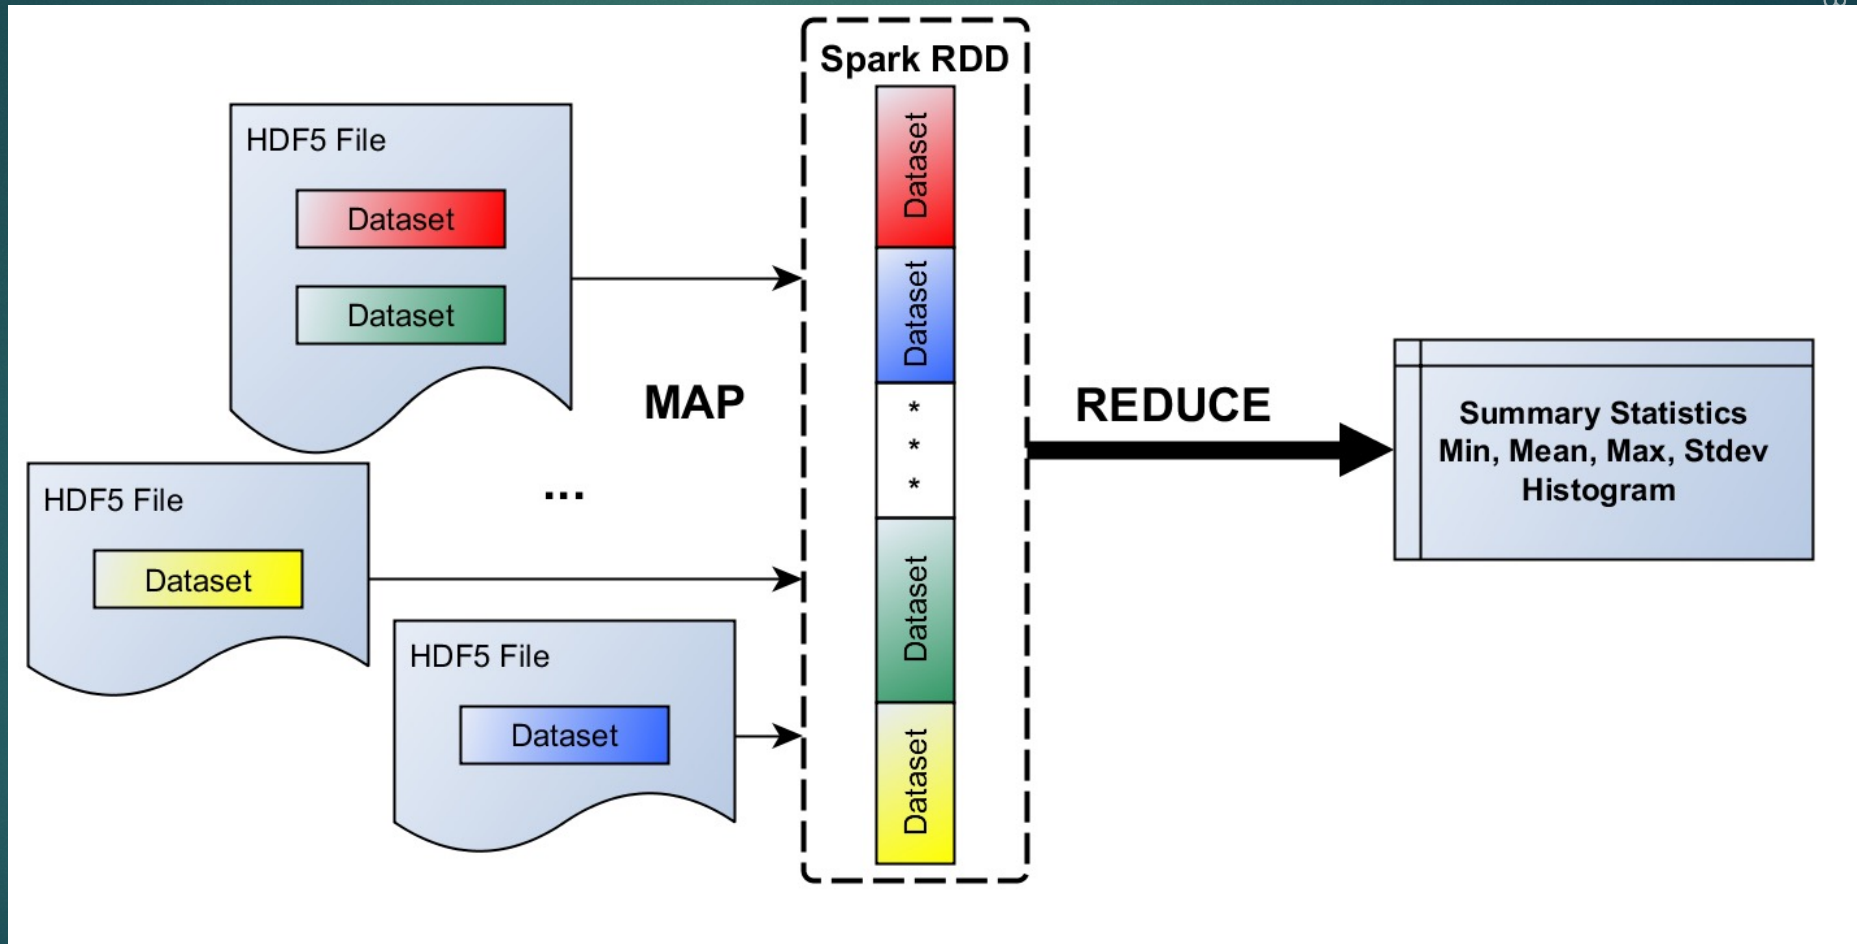 HDF5 File
Dataset
Dataset
HDF5 File
Dataset
HDF5 File
Dataset
MAP
...
Spark RDD
Dataset
Dataset
*
*
*
Dataset
Dataset
REDUCE
Summary Statistics
Min, Mean, Max, Stdev
Histogram